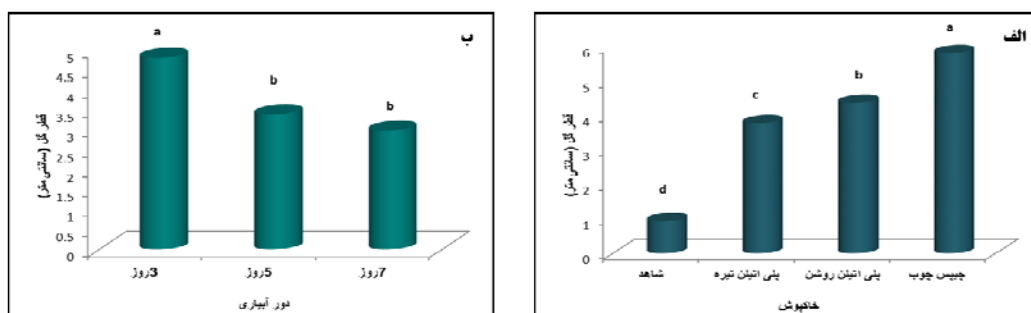 الف
a
b
c
d
6
5
4
3
2
1
0
قطر گل (سانتی متر)
شاهد
پلی اتیلن تیره
پلی اتیلن روشن
چیپس چوب
خاکپوش
ب
a
b
b
5
4.5
4
3.5
3
2.5
2
1.5
1
0.5
0
قطر گل (سانتی متر)
3روز
5روز
7روز
دور آبیاری